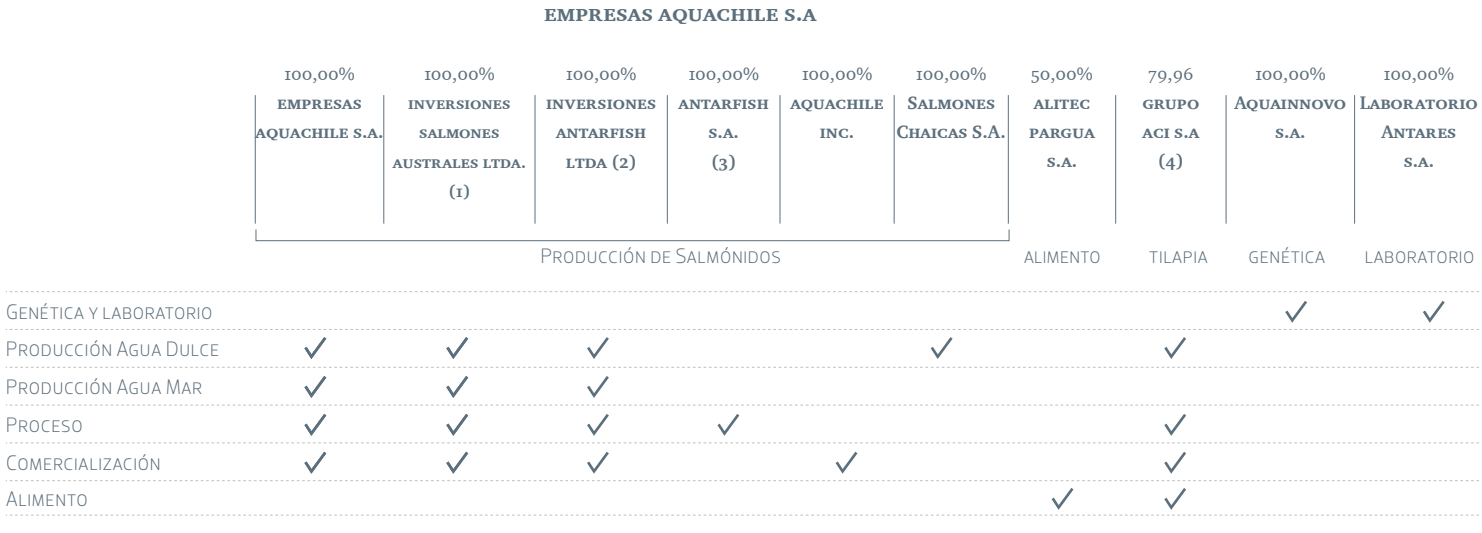 EMPRESAS AQUACHILE S.A
100,00% 100,00% 100,00% 100,00% 100,00% 100,00% 50,00% 79,96 100,00% 100,00%
EMPRESAS INVERSIONES INVERSIONES ANTARFISH AQUACHILE SALMONES ALITEC GRUPO AQUAINNOVO LABORATORIO
AQUACHILE S.A. SALMONES ANTARFISH S.A. INC. CHAICAS S.A. PARGUA ACI S.A S.A. ANTARES
AUSTRALES LTDA. LTDA (2) (3) S.A. (4) S.A.
(1)
PRODUCCIÓN DE SALMÓNIDOS ALIMENTO TILAPIA GENÉTICA LABORATORIO
GENÉTICA Y LABORATORIO ✓ ✓
PRODUCCIÓN AGUA DULCE ✓ ✓ ✓ ✓ ✓
PRODUCCIÓN AGUA MAR ✓ ✓ ✓
PROCESO ✓ ✓ ✓ ✓ ✓
COMERCIALIZACIÓN ✓ ✓ ✓ ✓ ✓
ALIMENTO ✓ ✓